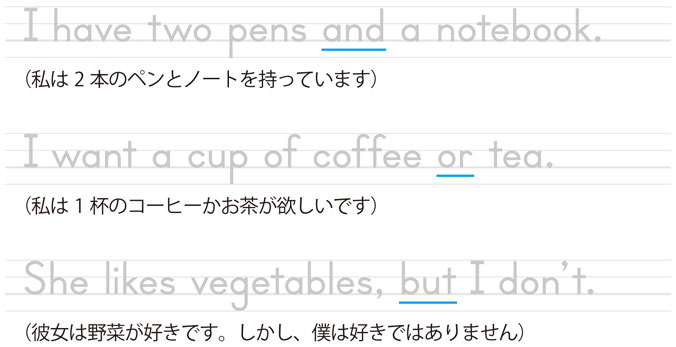 I have two pens and a notebook.
（私は 2 本のペンとノートを持っています）
I want a cup of coffee or tea.
（私は 1 杯のコーヒーかお茶が欲しいです）
She likes vegetables, but I don’t.
（彼女は野菜が好きです。しかし、僕は好きではありません）